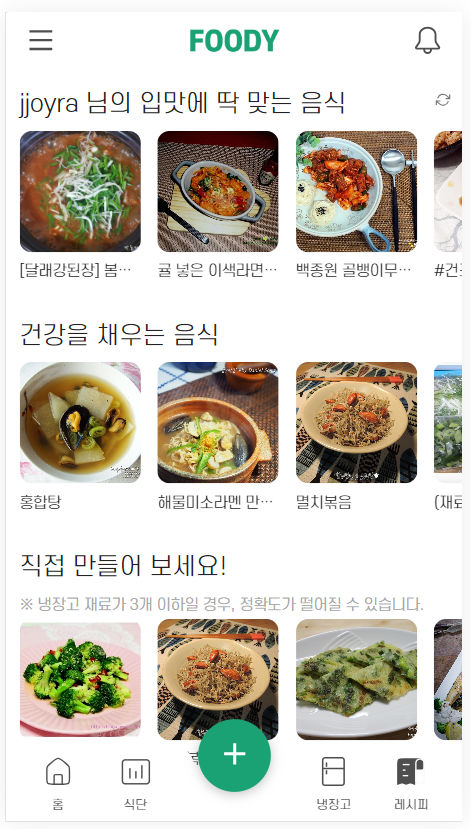 FOODY
jjoyra 님의 입맛에 딱 맞는 음식
[달래강된장] 봄…
귤 넣은 이색라면…
백종원 골뱅이무…
#건
건강을 채우는 음식
홍합탕
해물미소라멘 만…
멸치볶음
(재료
직접 만들어 보세요!
※ 냉장고 재료가 3개 이하일 경우, 정확도가 떨어질 수 있습니다.
홈
식단
냉장고
레시피